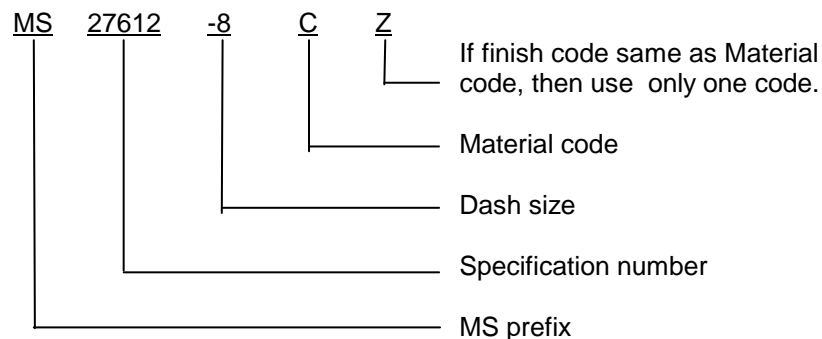 MS 27612 -8 C Z
If finish code same as Material
code, then use only one code.
Material code
Dash size
Specification number
MS prefix